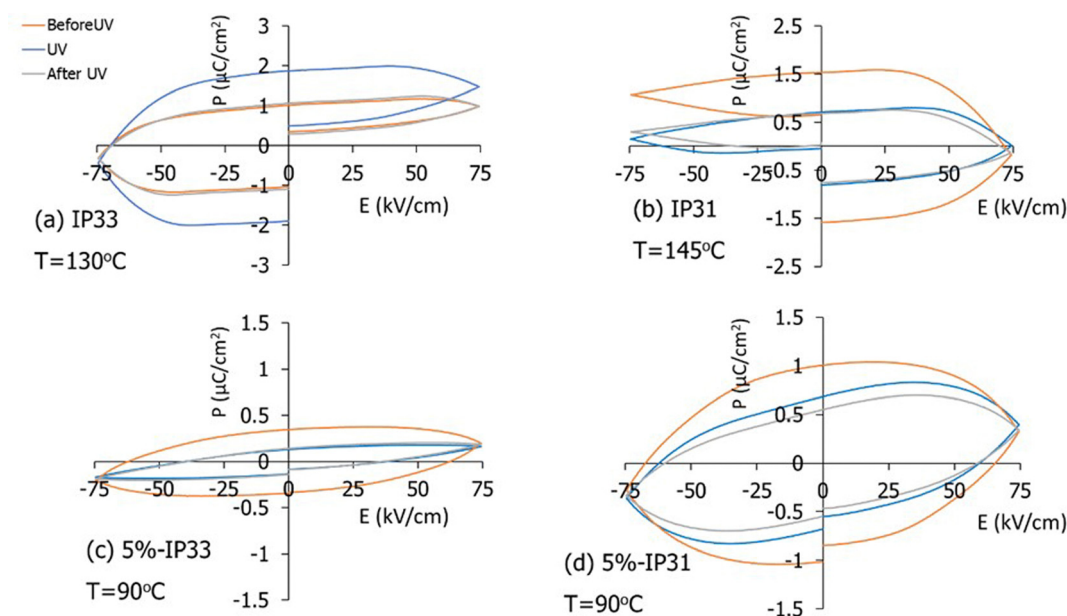 BeforeUV
UV
After UV
P (µC/cm²)
3
2
1
0
-1
-2
-3
-75 -50 -25 0 25 50 75
E (kV/cm)
(a) IP33
T=130°C
P (µC/cm²)
2.5
1.5
0.5
-0.5
-1.5
-2.5
-75 -50 -25 0 25 50 75
E (kV/cm)
(b) IP31
T=145°C
P (µC/cm²)
1.5
1
0.5
0
-0.5
-1
-1.5
-75 -50 -25 0 25 50 75
E (kV/cm)
(c) 5%-IP33
T=90°C
P (µC/cm²)
1.5
1
0.5
0
-0.5
-1
-1.5
-75 -50 -25 0 25 50 75
E (kV/cm)
(d) 5%-IP31
T=90°C